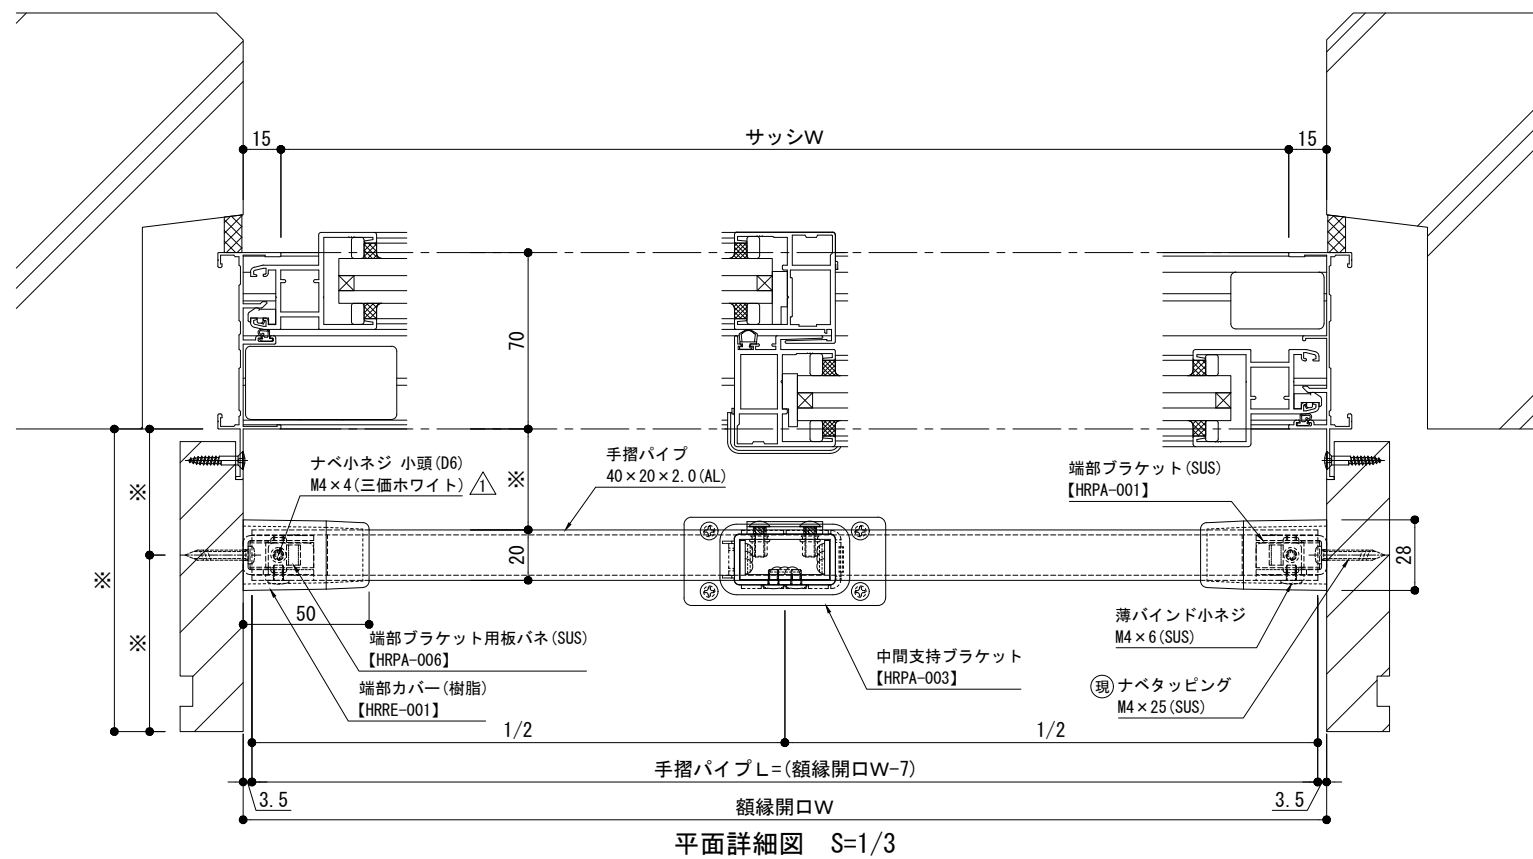 15
サッシW
15
70
ナベ小ネジ 小頭(D6)
M4×4(三価ホワイト)
1
※
手摺パイプ
40×20×2.0(AL)
端部ブラケット(SUS)
【HRPA-001】
※
※
※
20
28
50
端部ブラケット用板バネ(SUS)
【HRPA-006】
端部カバー(樹脂)
【HRRE-001】
中間支持ブラケット
【HRPA-003】
薄バインド小ネジ
M4×6(SUS)
現 ナベタッピング
M4×25(SUS)
1/2
1/2
手摺パイプL=(額縁開口W-7)
3.5
3.5
額縁開口W
平面詳細図 S=1/3